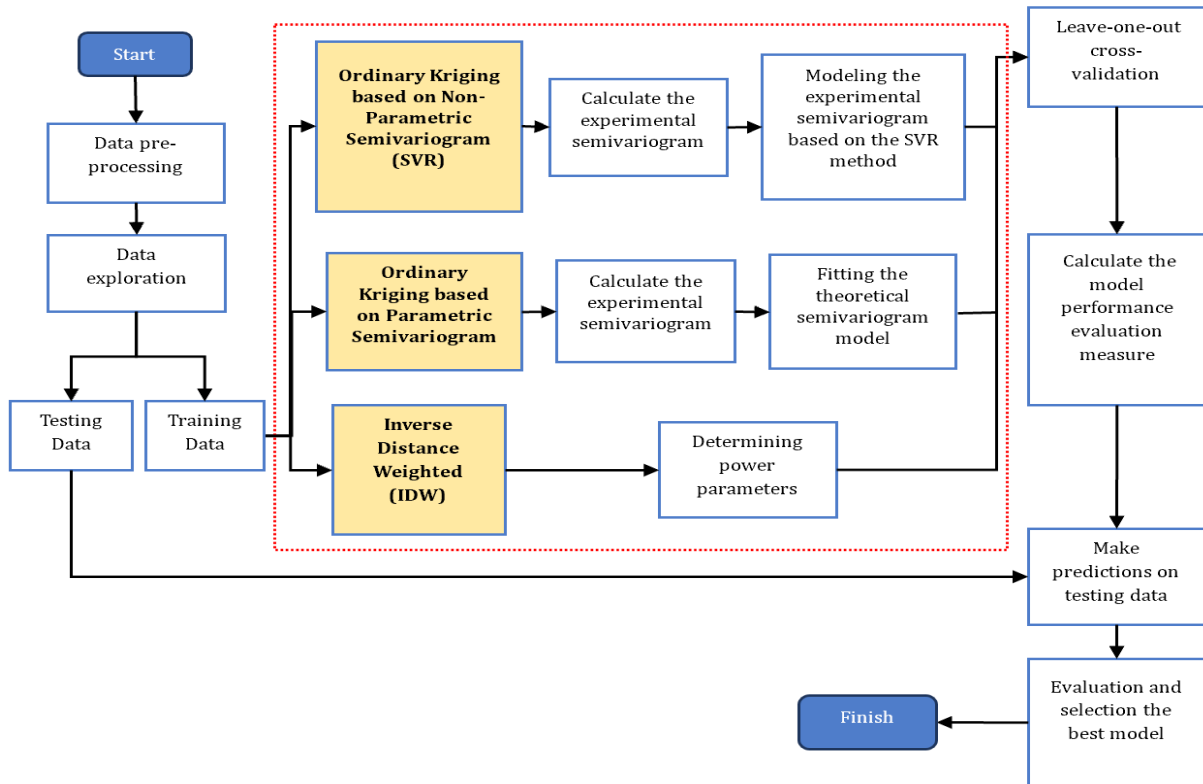 Start
Data pre-
processing
Data
exploration
Testing
Data
Training
Data
Ordinary Kriging
based on Non-
Parametric
Semivariogram
(SVR)
Calculate the
experimental
semivariogram
Modeling the
experimental
semivariogram
based on the SVR
method
Ordinary
Kriging based
on Parametric
Semivariogram
Calculate the
experimental
semivariogram
Fitting the
theoretical
semivariogram
model
Inverse
Distance
Weighted
(IDW)
Determining
power
parameters
Leave-one-out
cross-
validation
Calculate the
model
performance
evaluation
measure
Make
predictions on
testing data
Evaluation and
selection the
best model
Finish